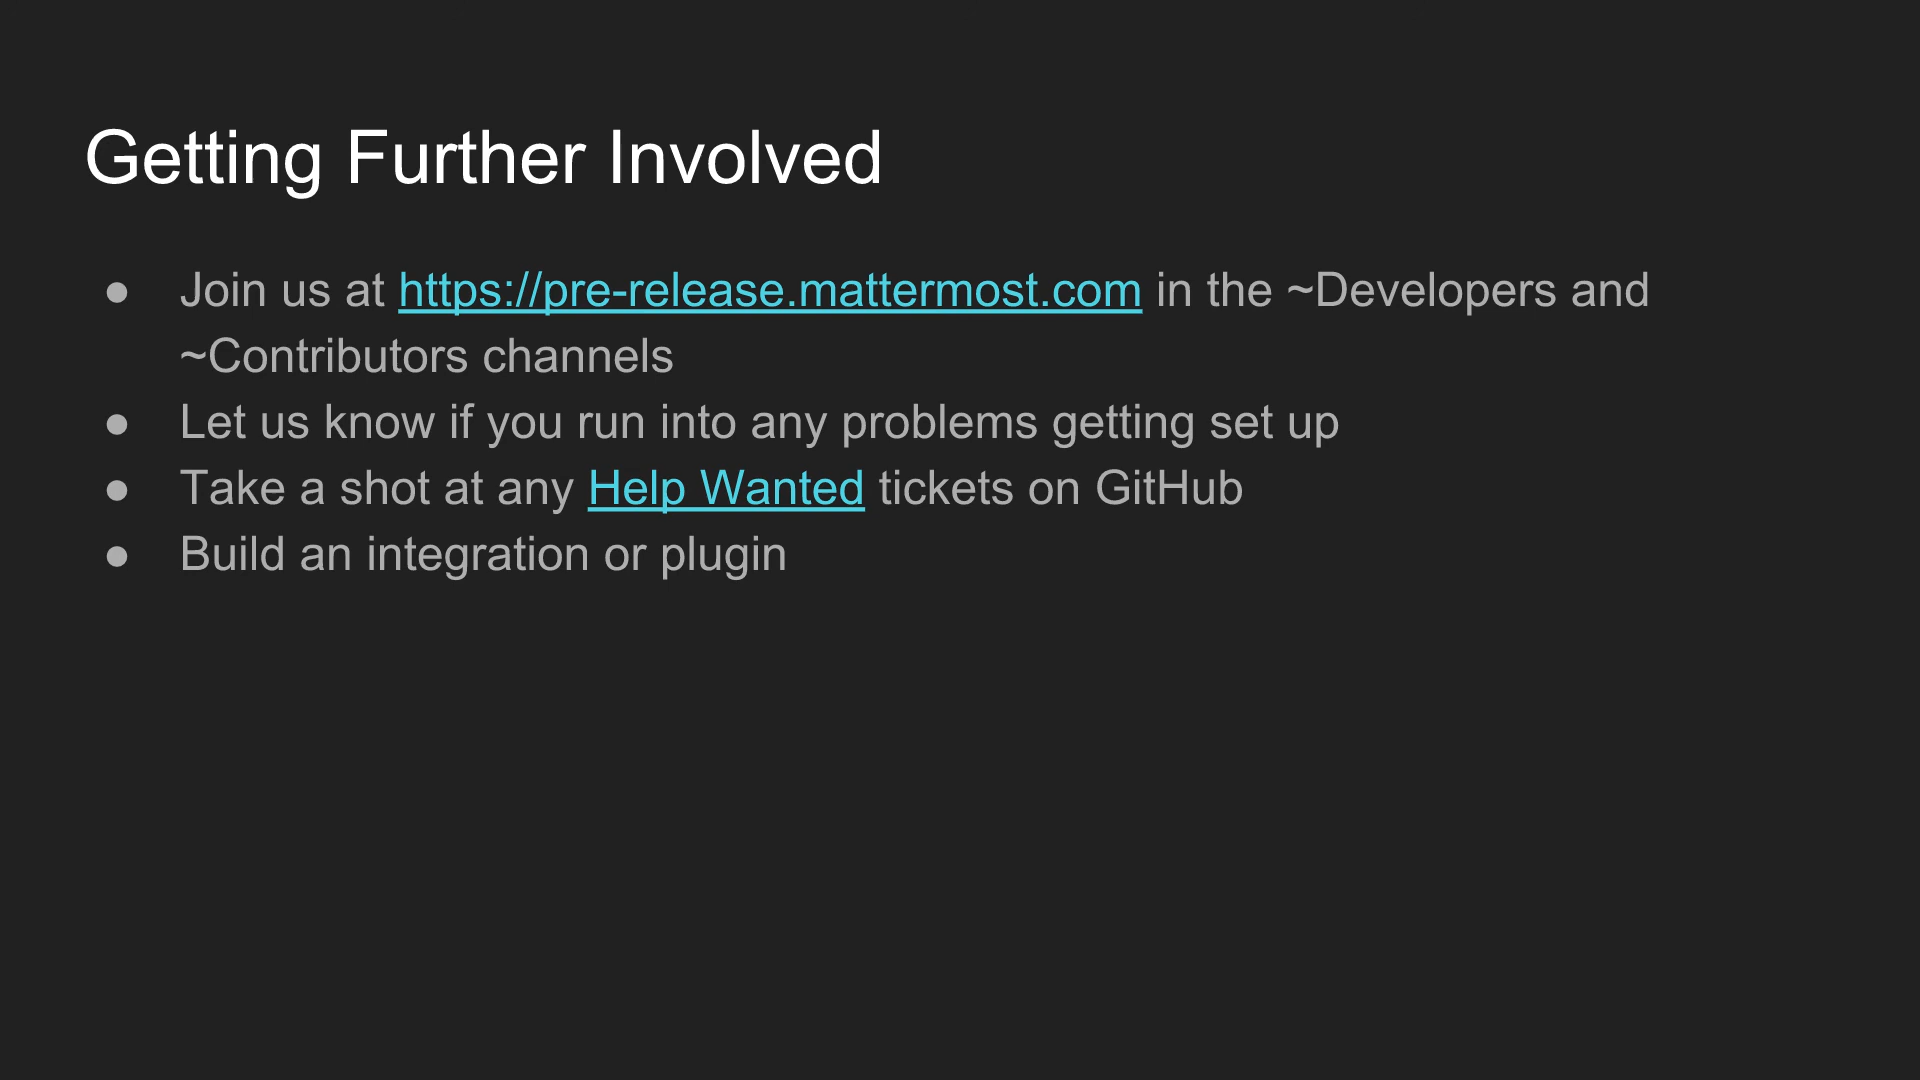 Getting Further Involved
● Join us at https://pre-release.mattermost.com in the ~Developers and
~Contributors channels
● Let us know if you run into any problems getting set up
● Take a shot at any Help Wanted tickets on GitHub
● Build an integration or plugin